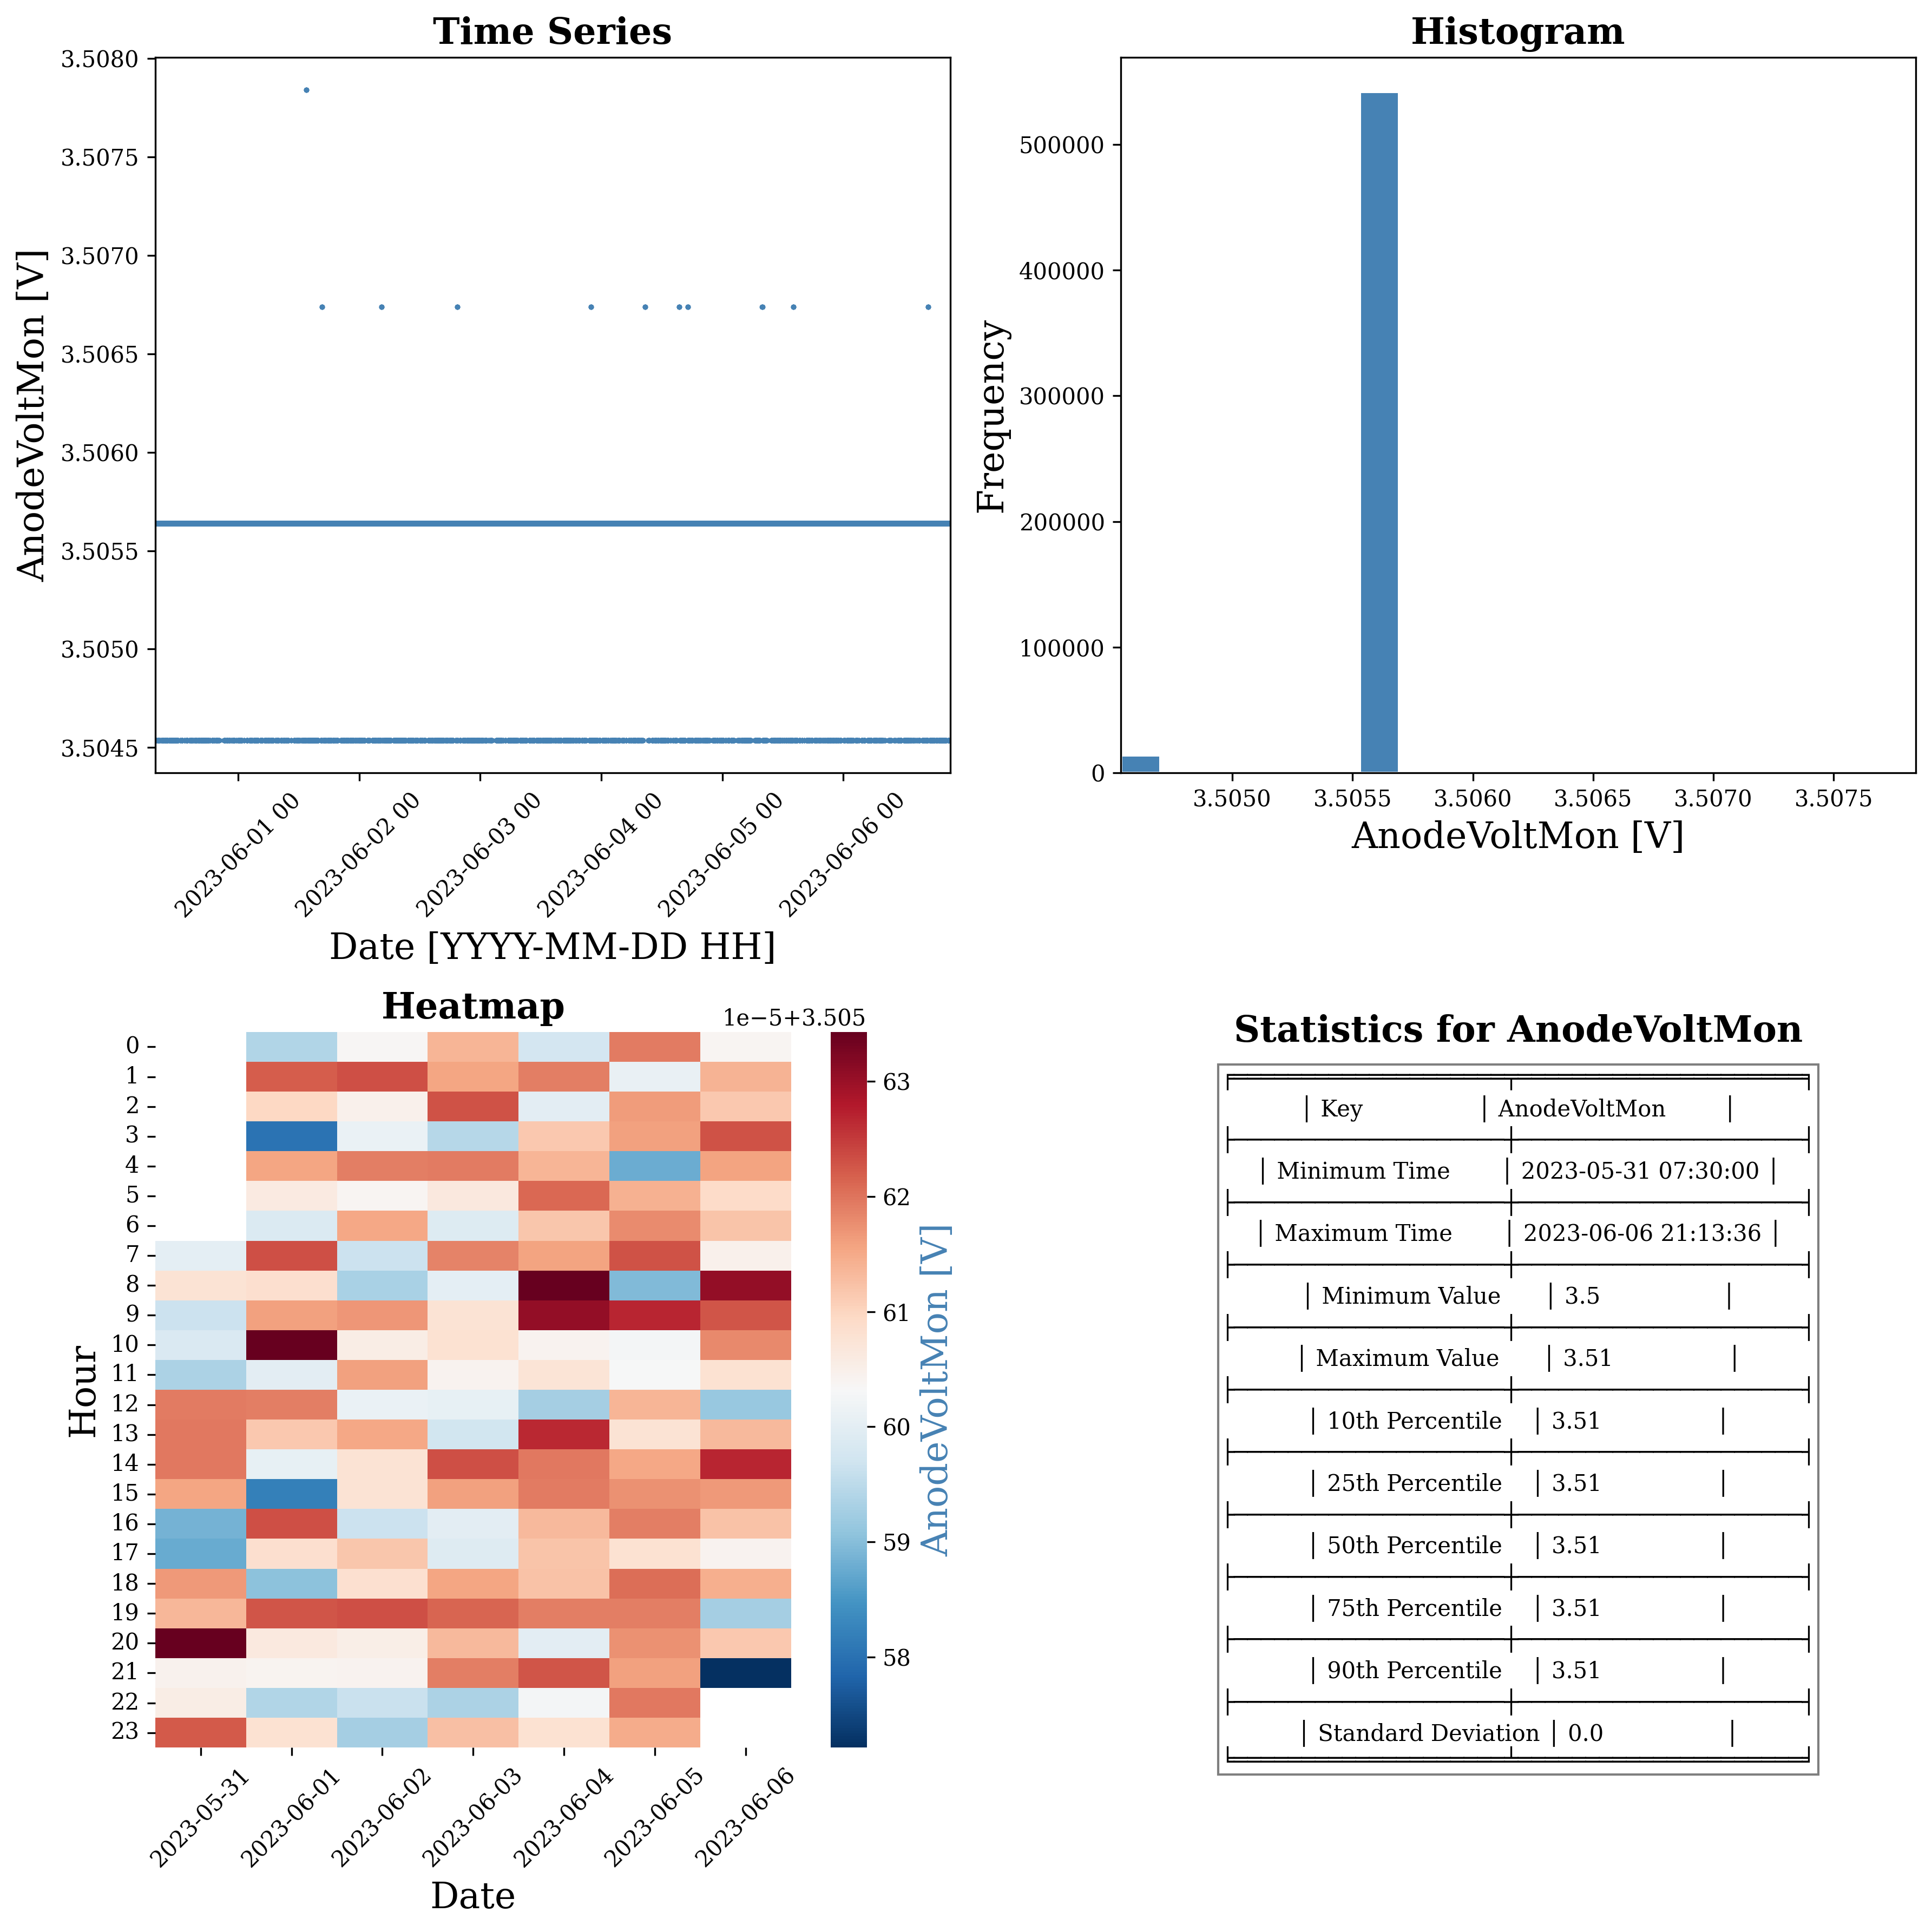 Time Series
3.5080
3.5075
3.5070
3.5065
3.5060
3.5055
3.5050
3.5045
AnodeVoltMon [V]
2023-06-01 00
2023-06-02 00
2023-06-03 00
2023-06-04 00
2023-06-05 00
2023-06-06 00
Date [YYYY-MM-DD HH]
Histogram
500000
400000
300000
200000
100000
0
Frequency
3.5050 3.5055 3.5060 3.5065 3.5070 3.5075
AnodeVoltMon [V]
Heatmap
1e−5+3.505
0
1
2
3
4
5
6
7
8
9
10
11
12
13
14
15
16
17
18
19
20
21
22
23
Hour
2023-05-31
2023-06-01
2023-06-02
2023-06-03
2023-06-04
2023-06-05
2023-06-06
Date
63
62
61
60
59
58
AnodeVoltMon [V]
Statistics for AnodeVoltMon
| Key | AnodeVoltMon |
| Minimum Time | 2023-05-31 07:30:00 |
| Maximum Time | 2023-06-06 21:13:36 |
| Minimum Value | 3.5 |
| Maximum Value | 3.51 |
| 10th Percentile | 3.51 |
| 25th Percentile | 3.51 |
| 50th Percentile | 3.51 |
| 75th Percentile | 3.51 |
| 90th Percentile | 3.51 |
| Standard Deviation | 0.0 |